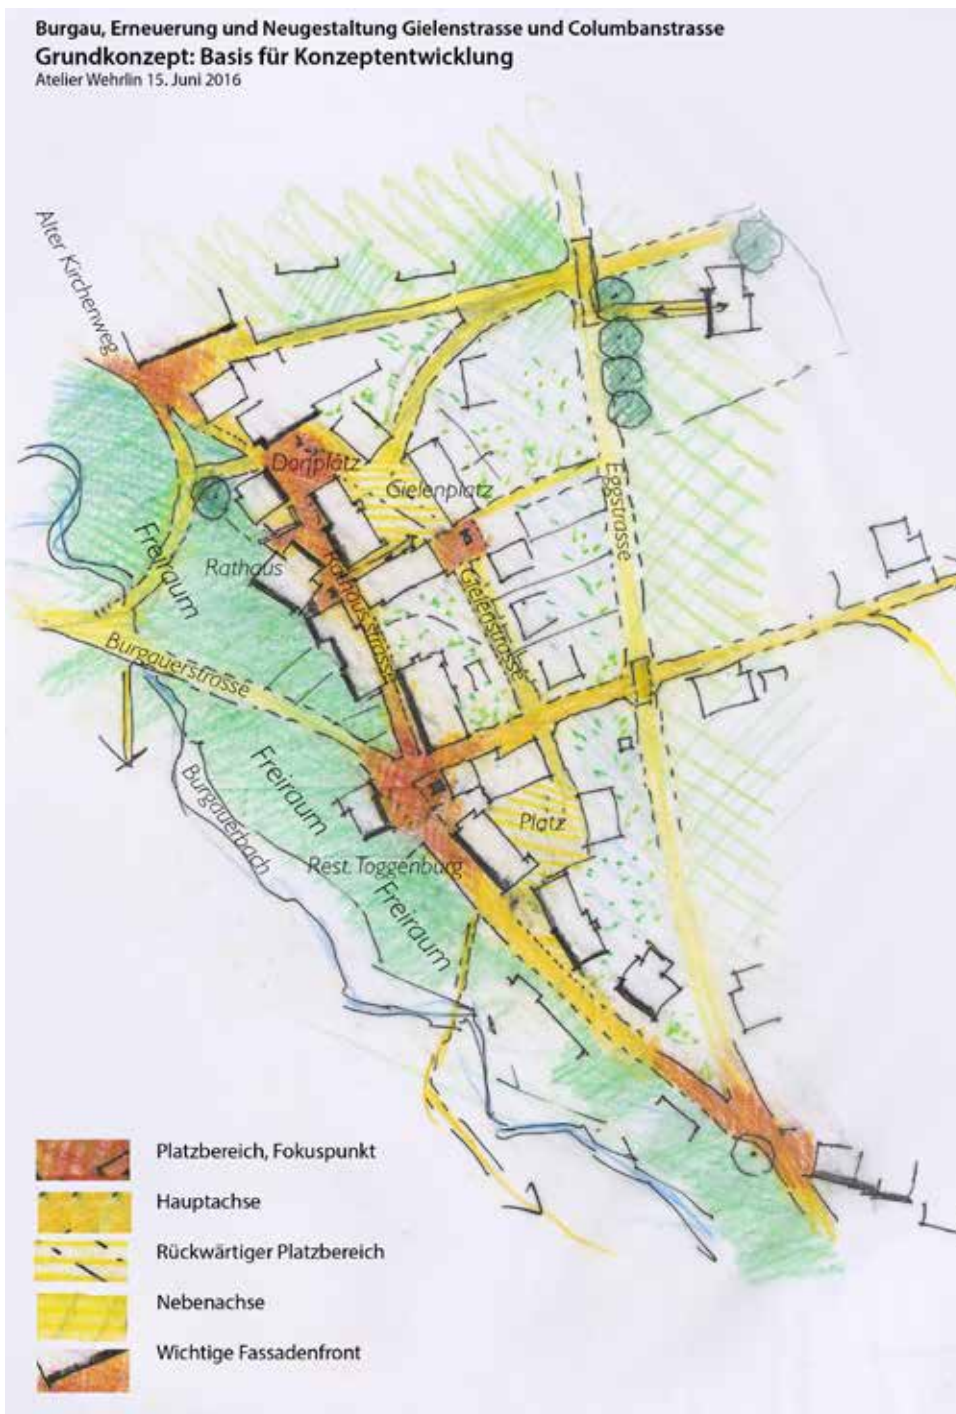 Burgau, Erneuerung und Neugestaltung Gielenstrasse und Columbanstrasse
Grundkonzept: Basis für Konzeptentwicklung
Atelier Wehrlin 15. Juni 2016
Alter Kirchenweg
Dorfplatz
Gielenplatz
Eggstrasse
Freiraum
Rathaus
Rathausstrasse
Gielenstrasse
Burgauerstrasse
Freiraum
Burgauerbach
Platz
Rest. Toggenburg
Freiraum
Platzbereich, Fokuspunkt
Hauptachse
Rückwärtiger Platzbereich
Nebenachse
Wichtige Fassadenfront